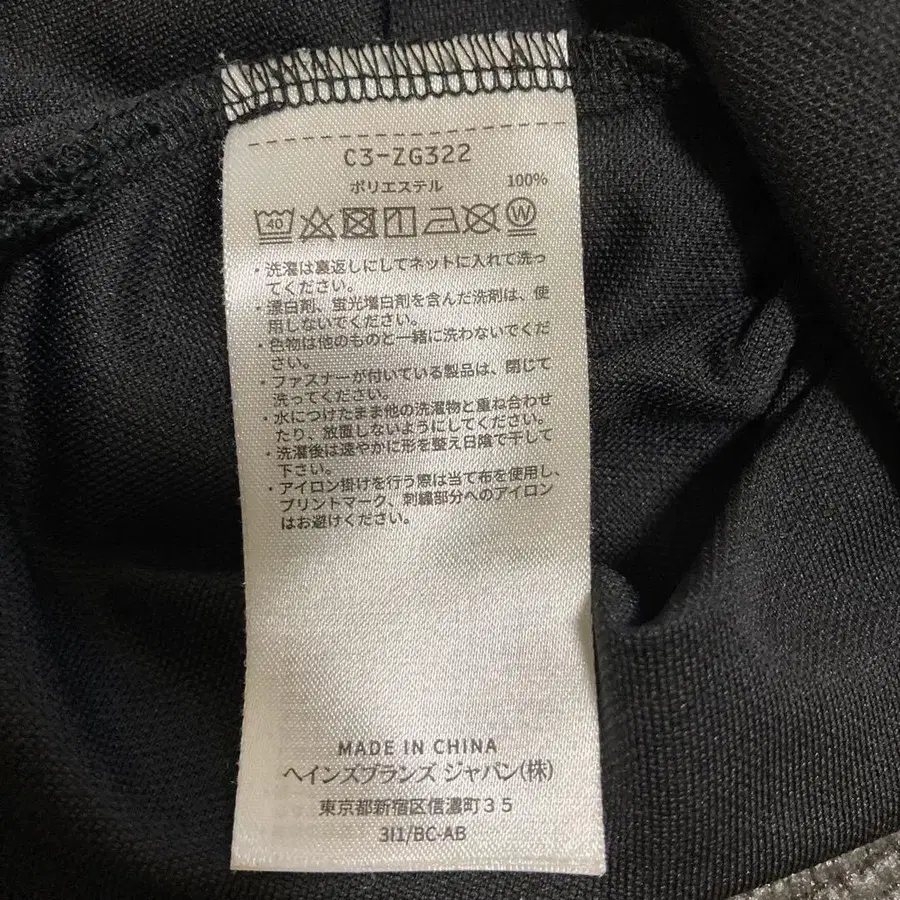 C3-ZG322
ポリエステル 100%
40 W
・洗濯は裏返しにしてネットに入れて洗っ
てください。
・漂白剤、蛍光増白剤を含んだ洗剤は、使
用しないでください。
・色物は他のものと一緒に洗わないでくだ
さい。
・ファスナーが付いている製品は、閉じて
洗ってください。
・水につけたまま他の洗濯物と重ね合わせ
たり、放置しないようにしてください。
・洗濯後は速やかに形を整え日陰で干して
下さい。
・アイロン掛けを行う際は当て布を使用し、
プリントマーク、刺繍部分へのアイロン
はお避けください。
MADE IN CHINA
ヘインズブランズ ジャパン(株)
東京都新宿区信濃町35
3I1/BC-AB